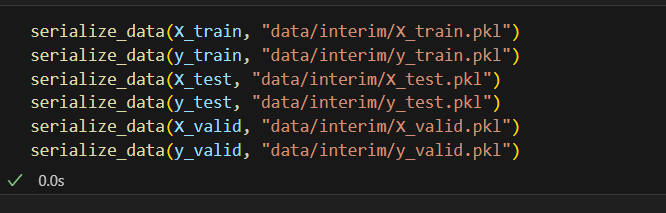 serialize_data(X_train, "data/interim/X_train.pkl")
serialize_data(y_train, "data/interim/y_train.pkl")
serialize_data(X_test, "data/interim/X_test.pkl")
serialize_data(y_test, "data/interim/y_test.pkl")
serialize_data(X_valid, "data/interim/X_valid.pkl")
serialize_data(y_valid, "data/interim/y_valid.pkl")
0.0s